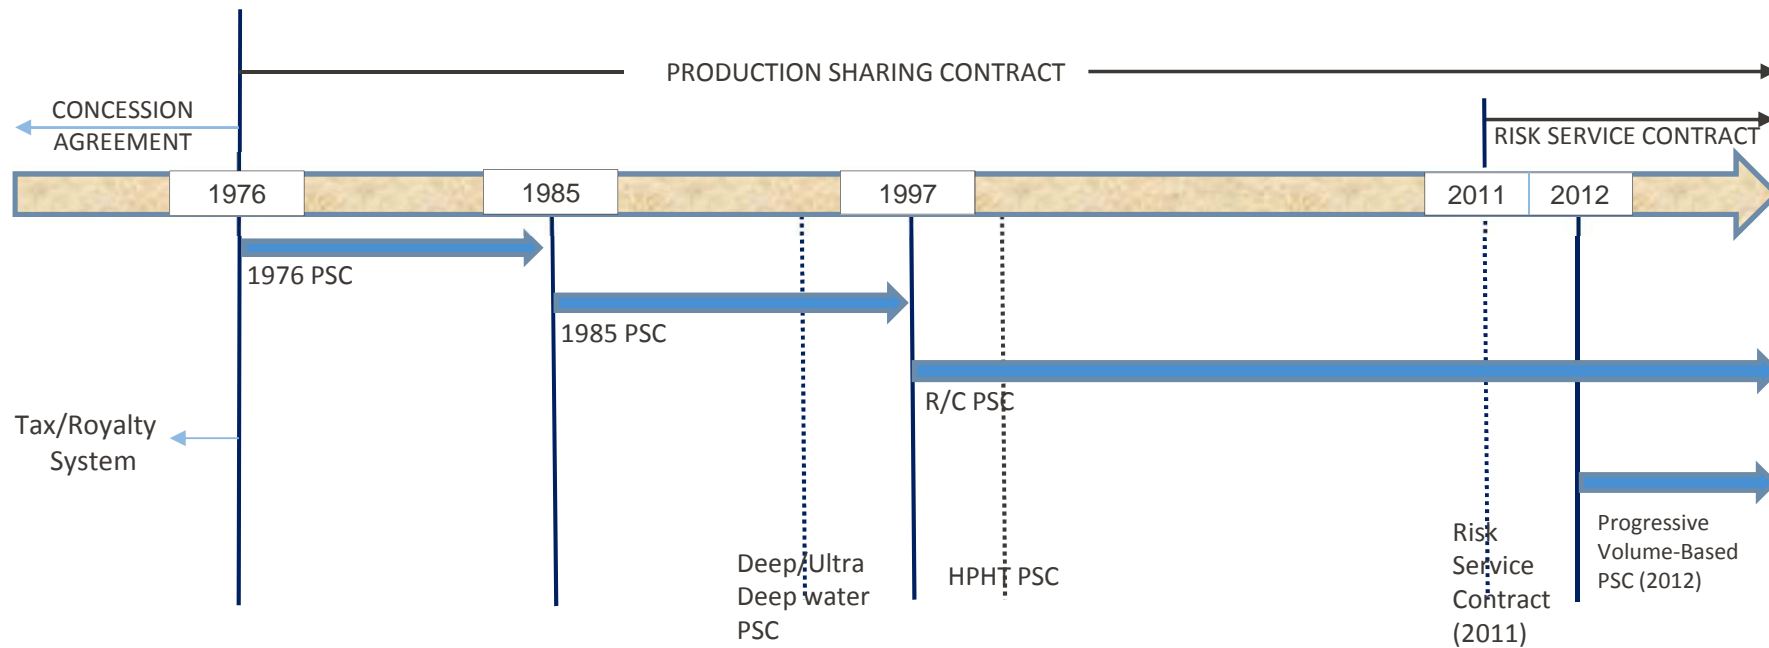 PRODUCTION SHARING CONTRACT
CONCESSION
AGREEMENT
RISK SERVICE CONTRACT
1976
1985
1997
2011
2012
1976 PSC
1985 PSC
R/C PSC
Tax/Royalty
System
Deep/Ultra
Deep water
PSC
HPHT PSC
Risk
Service
Contract
(2011)
Progressive
Volume-Based
PSC (2012)